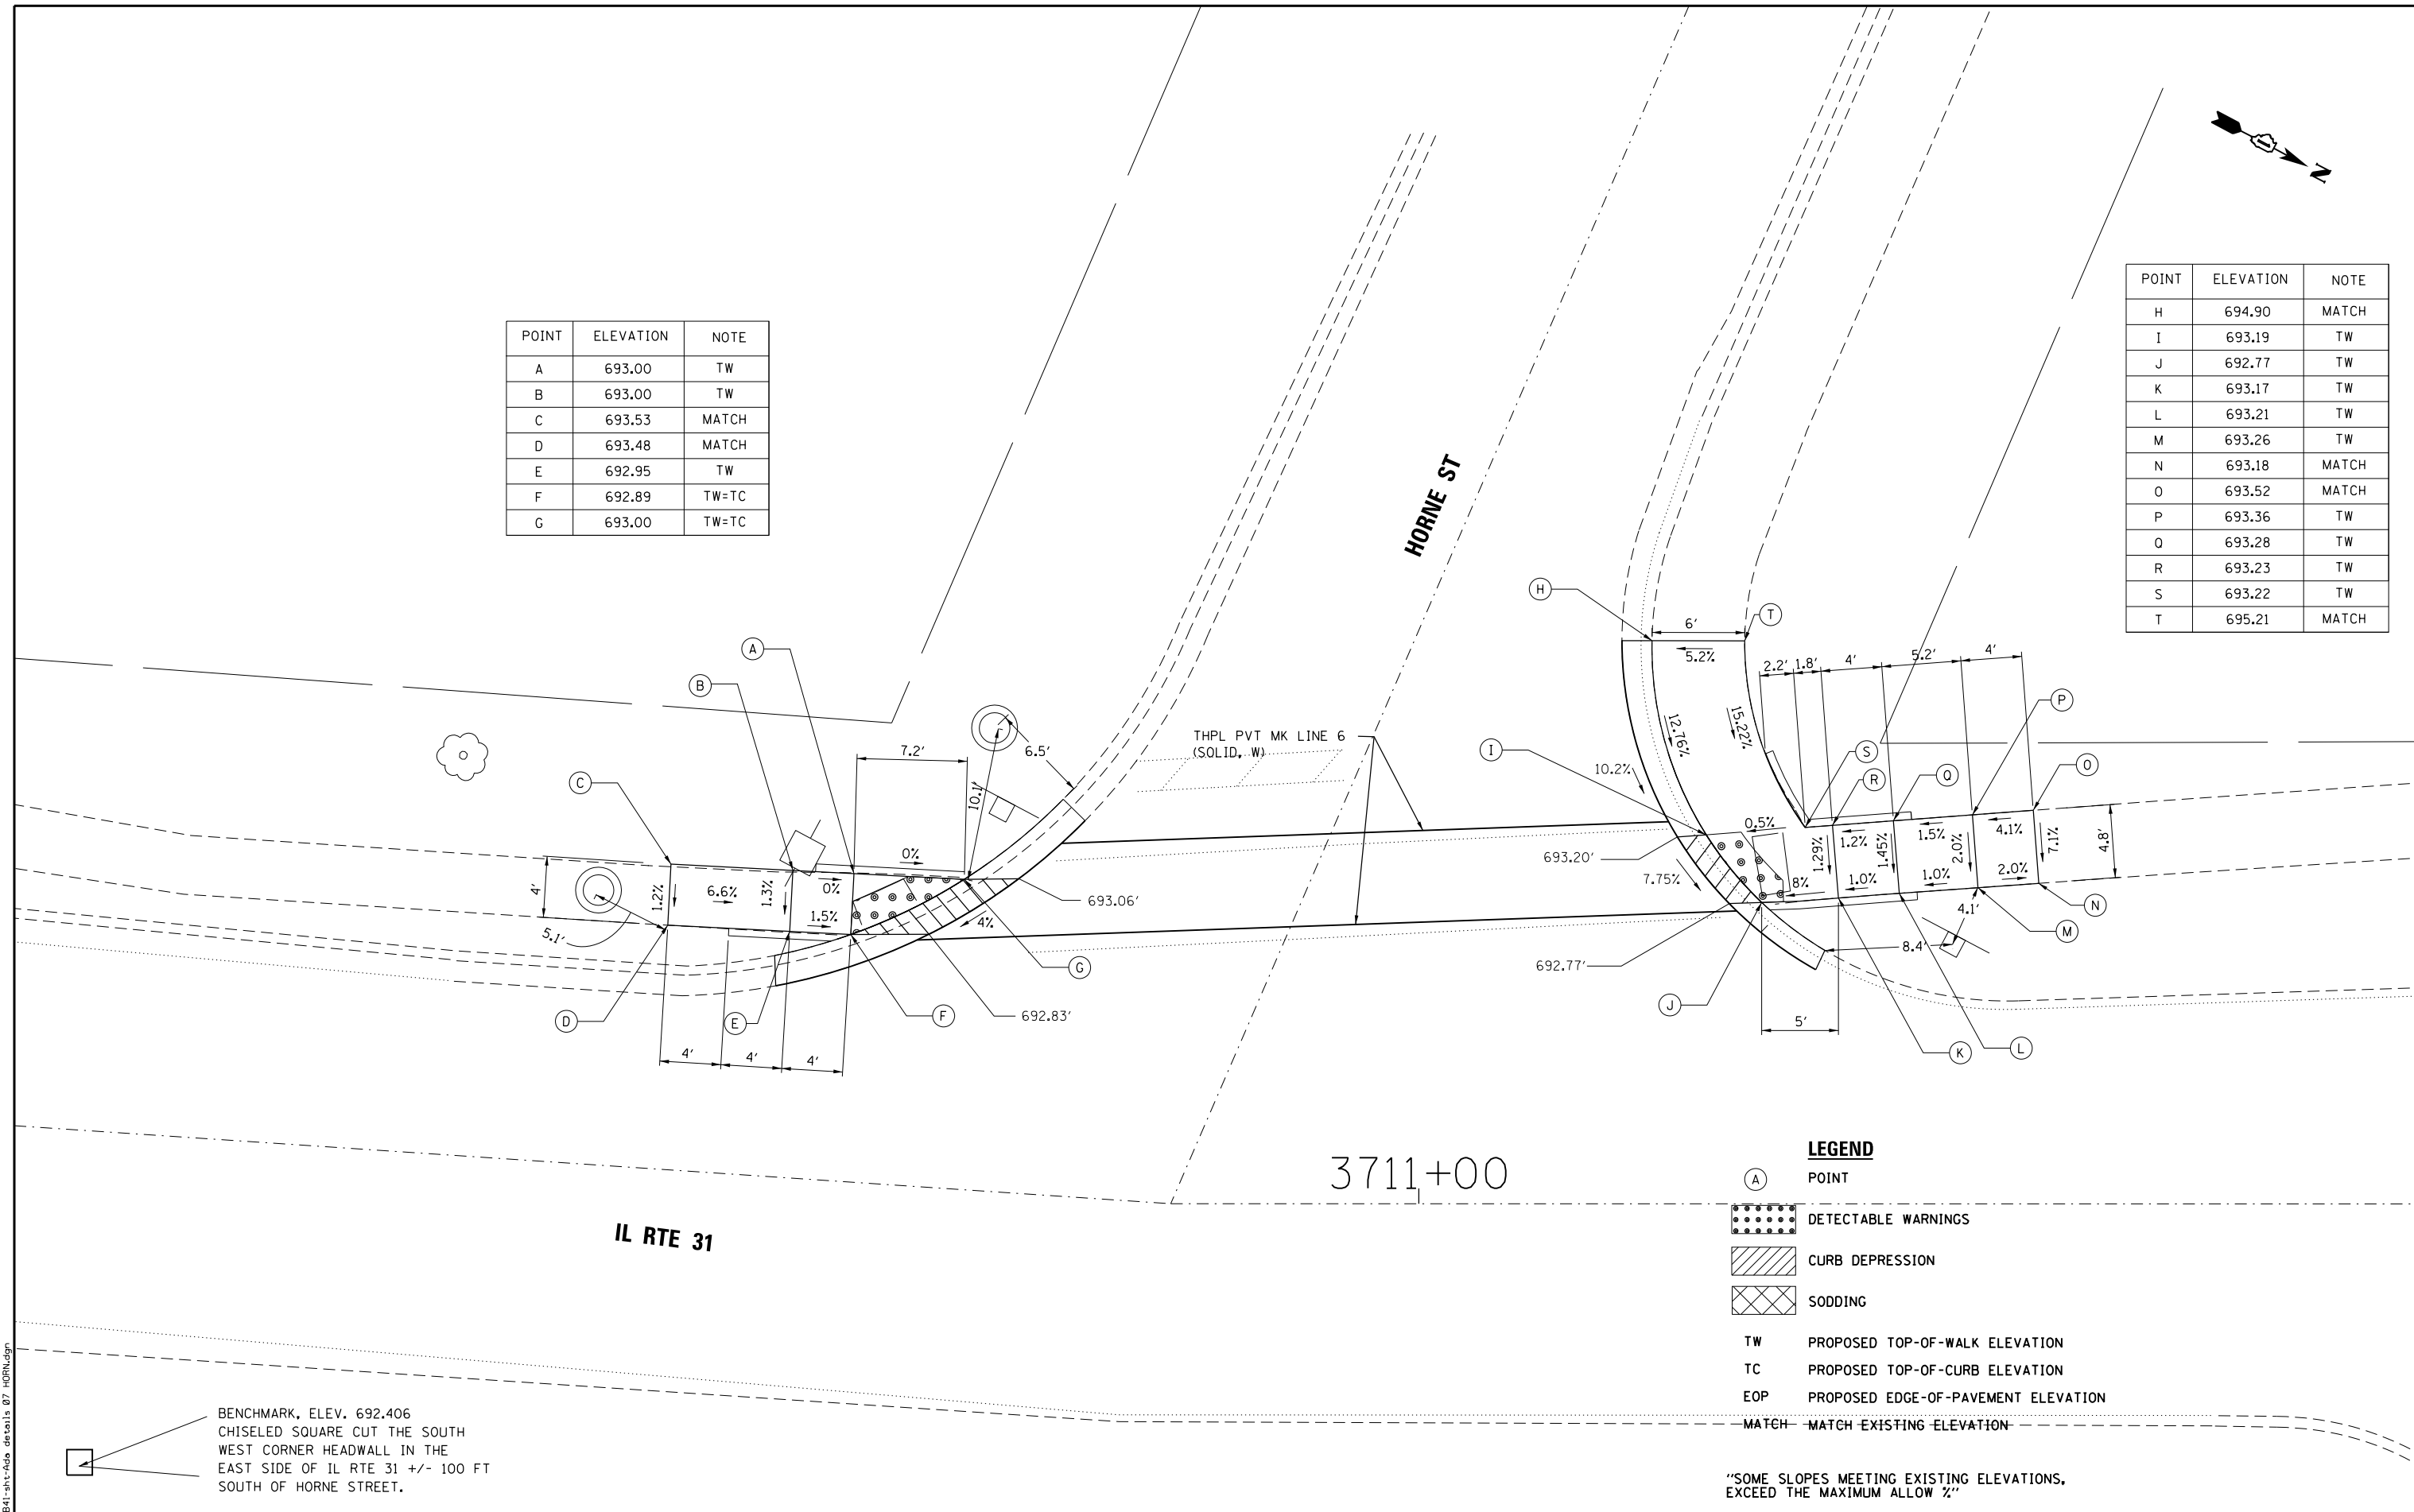 N
POINT ELEVATION NOTE
A 693.00 TW
B 693.00 TW
C 693.53 MATCH
D 693.48 MATCH
E 692.95 TW
F 692.89 TW=TC
G 693.00 TW=TC
POINT ELEVATION NOTE
H 694.90 MATCH
I 693.19 TW
J 692.77 TW
K 693.17 TW
L 693.21 TW
M 693.26 TW
N 693.18 MATCH
O 693.52 MATCH
P 693.36 TW
Q 693.28 TW
R 693.23 TW
S 693.22 TW
T 695.21 MATCH
HORNE ST
A
B
C
D
E
F
G
7.2'
6.5'
10.1'
0%
0%
4'
1.2%
6.6%
1.3%
1.5%
5.1'
4%
693.06'
692.83'
4'
4'
4'
THPL PVT MK LINE 6
(SOLID, W)
H
T
6'
5.2%
2.2'
1.8'
4'
5.2'
4'
P
I
S
R
Q
O
12.76%
15.22%
10.2%
0.5%
693.20'
7.75%
8%
1.29%
1.2%
1.45%
1.5%
2.0%
4.1%
7.1%
4.8'
1.0%
1.0%
2.0%
4.1'
8.4'
692.77'
J
5'
K
L
M
N
3711+00
IL RTE 31
LEGEND
A POINT
DETECTABLE WARNINGS
CURB DEPRESSION
SODDING
TW PROPOSED TOP-OF-WALK ELEVATION
TC PROPOSED TOP-OF-CURB ELEVATION
EOP PROPOSED EDGE-OF-PAVEMENT ELEVATION
MATCH MATCH EXISTING ELEVATION
"SOME SLOPES MEETING EXISTING ELEVATIONS,
EXCEED THE MAXIMUM ALLOW %"
BENCHMARK, ELEV. 692.406
CHISELED SQUARE CUT THE SOUTH
WEST CORNER HEADWALL IN THE
EAST SIDE OF IL RTE 31 +/- 100 FT
SOUTH OF HORNE STREET.
B41-sht-Ada details 07 HORN.dgn